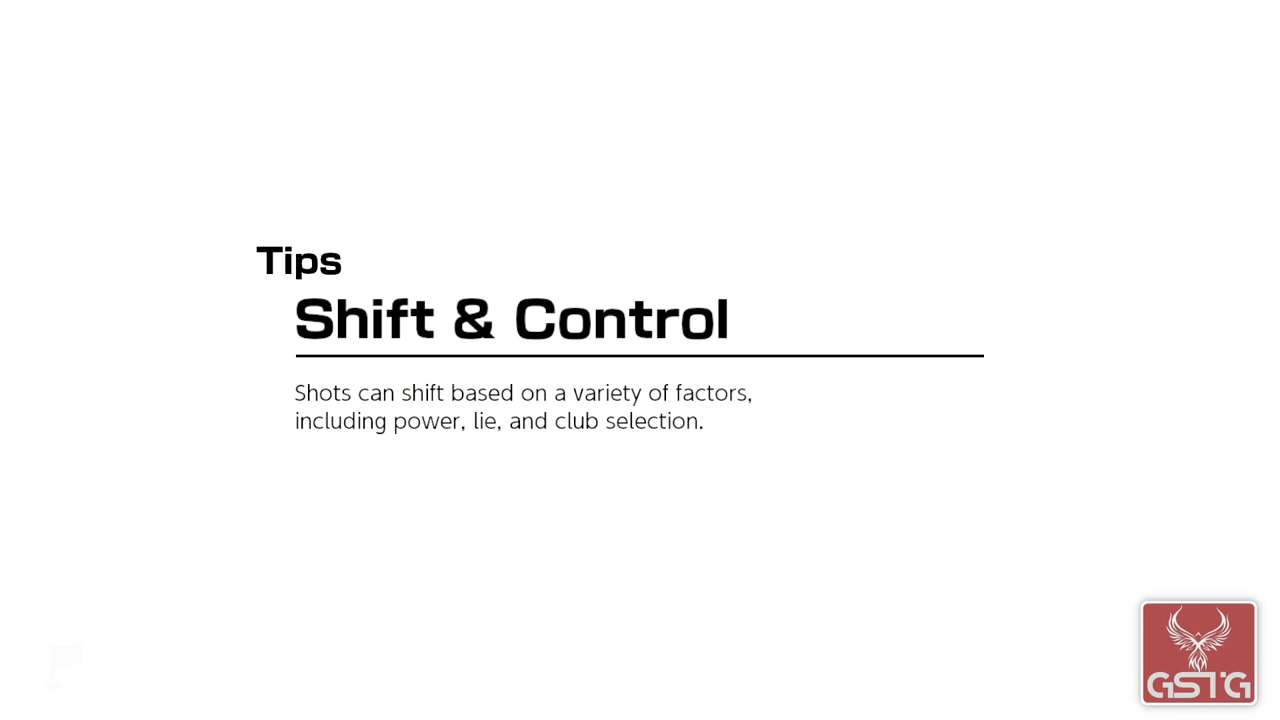 Tips
Shift & Control
Shots can shift based on a variety of factors,
including power, lie, and club selection.
GSTG